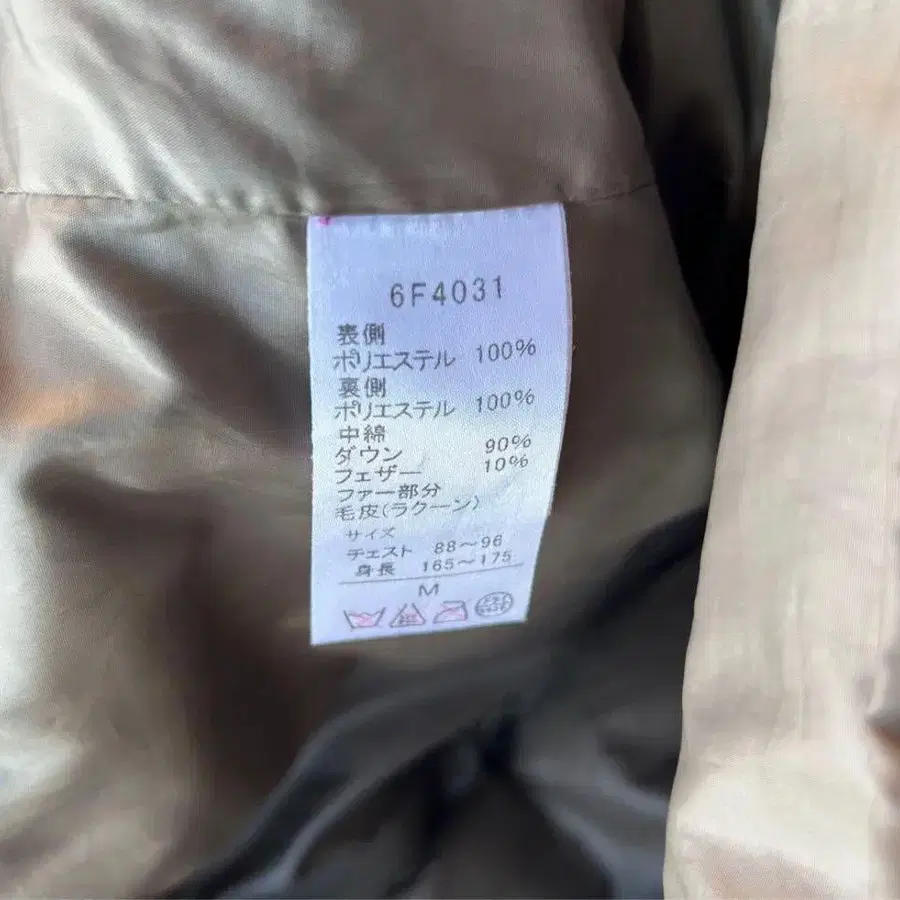 6F4031
表側
ポリエステル 100%
裏側
ポリエステル 100%
中綿
ダウン 90%
フェザー 10%
ファー部分
毛皮(ラクーン)
サイズ
チェスト 88～96
身長 165～175
M